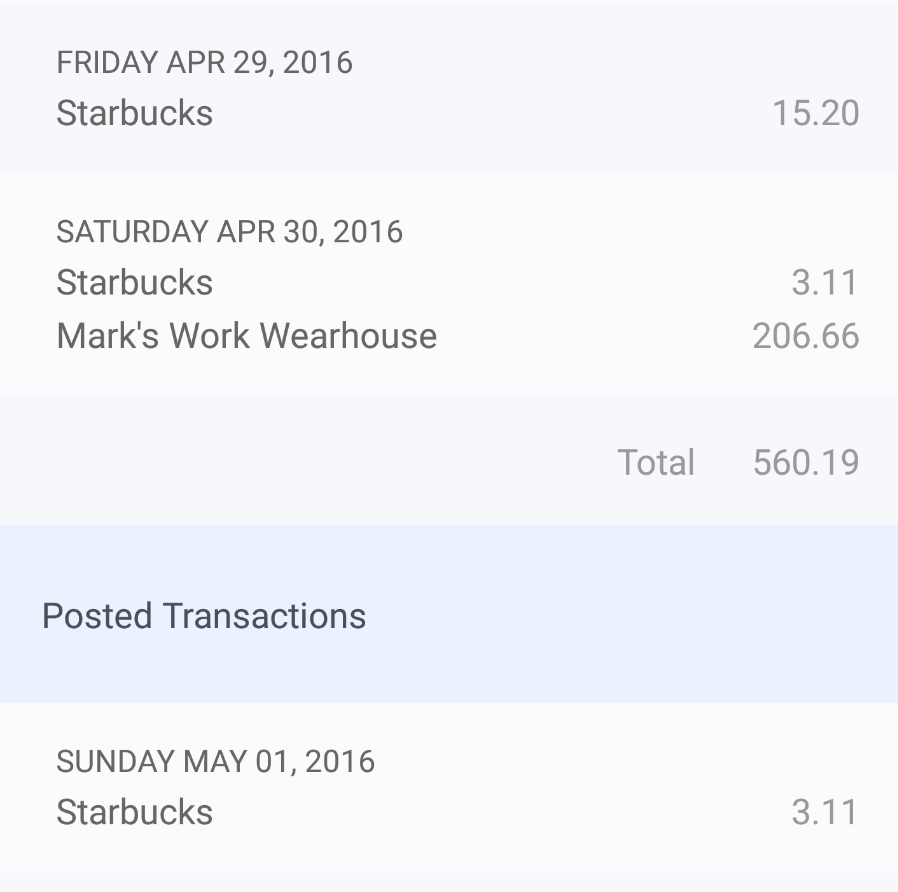 FRIDAY APR 29, 2016
Starbucks 15.20
SATURDAY APR 30, 2016
Starbucks 3.11
Mark's Work Wearhouse 206.66
Total 560.19
Posted Transactions
SUNDAY MAY 01, 2016
Starbucks 3.11